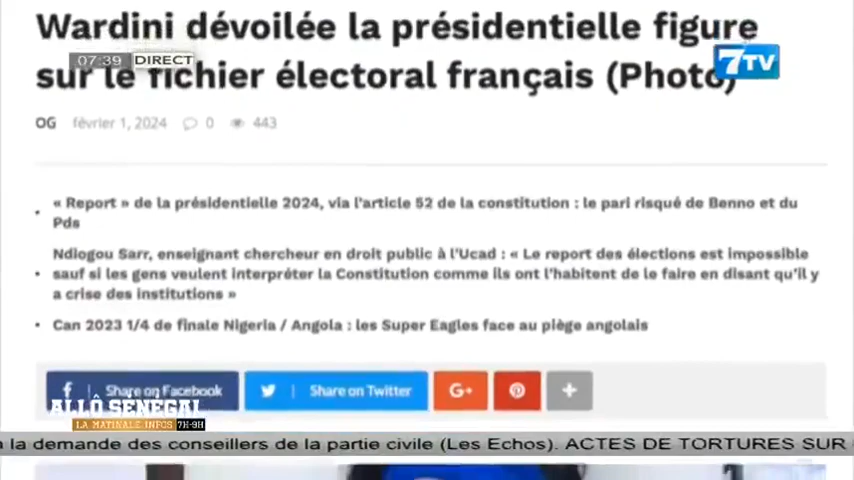 Wardini dévoilée la présidentielle figure
07:39 DIRECT
7TV
sur le fichier électoral français (Photo)
OG février 1, 2024 0 443
• « Report » de la présidentielle 2024, via l'article 52 de la constitution : le pari risqué de Benno et du
Pds
Ndiogou Sarr, enseignant chercheur en droit public à l'Ucad : « Le report des élections est impossible
• sauf si les gens veulent interpréter la Constitution comme ils ont l'habitent de le faire en disant qu'il y
a crise des institutions »
• Can 2023 1/4 de finale Nigeria / Angola : les Super Eagles face au piège angolais
f | Share on Facebook
| Share on Twitter
G+
+
ALLÔ SÉNÉGAL
LA MATINALE INFOS 7H-9H
la demande des conseillers de la partie civile (Les Echos). ACTES DE TORTURES SUR